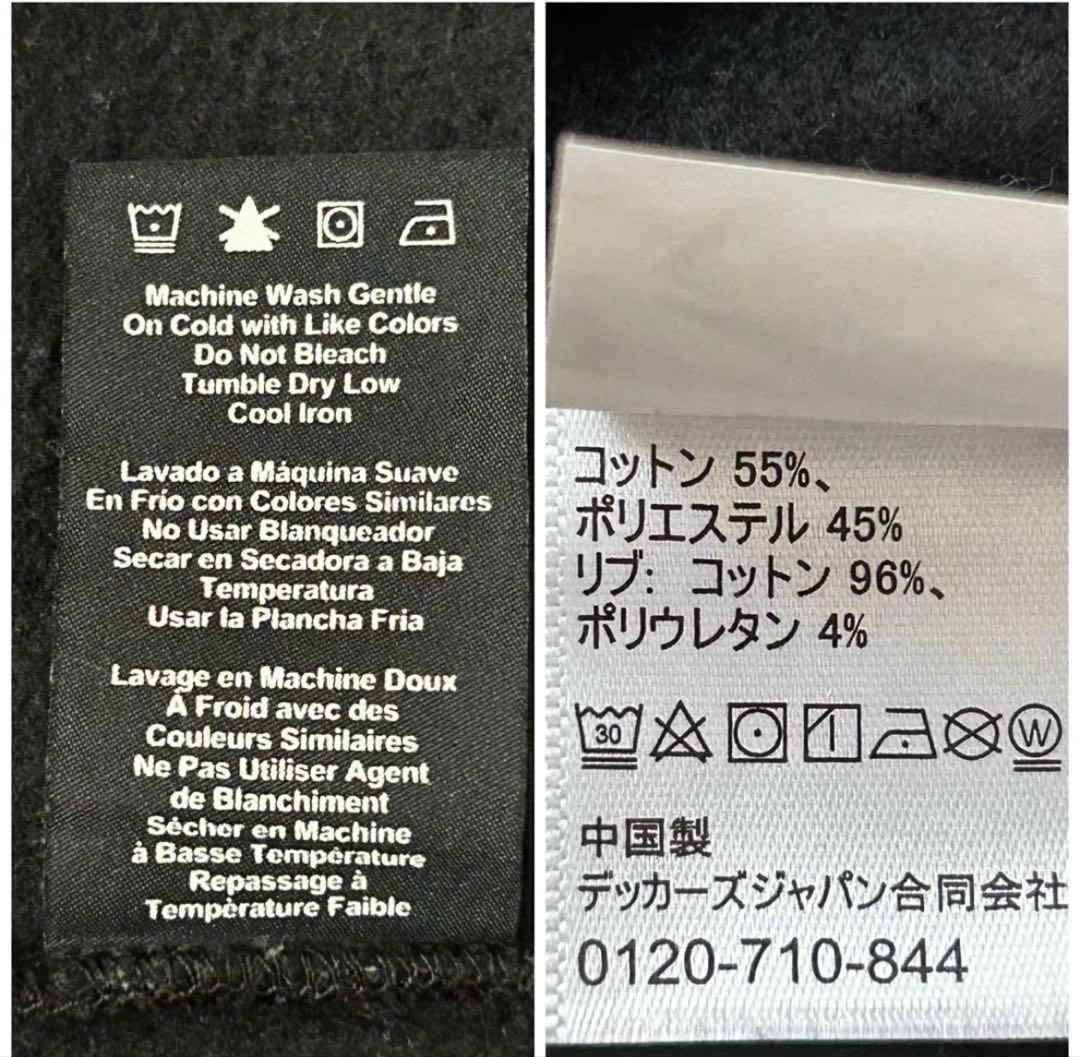 Machine Wash Gentle
On Cold with Like Colors
Do Not Bleach
Tumble Dry Low
Cool Iron
Lavado a Máquina Suave
En Frío con Colores Similares
No Usar Blanqueador
Secar en Secadora a Baja
Temperatura
Usar la Plancha Fria
Lavage en Machine Doux
À Froid avec des
Couleurs Similaires
Ne Pas Utiliser Agent
de Blanchiment
Sécher en Machine
à Basse Température
Repassage à
Température Faible
コットン 55%、
ポリエステル 45%
リブ: コットン 96%、
ポリウレタン 4%
30 W
中国製
デッカーズジャパン合同会社
0120-710-844